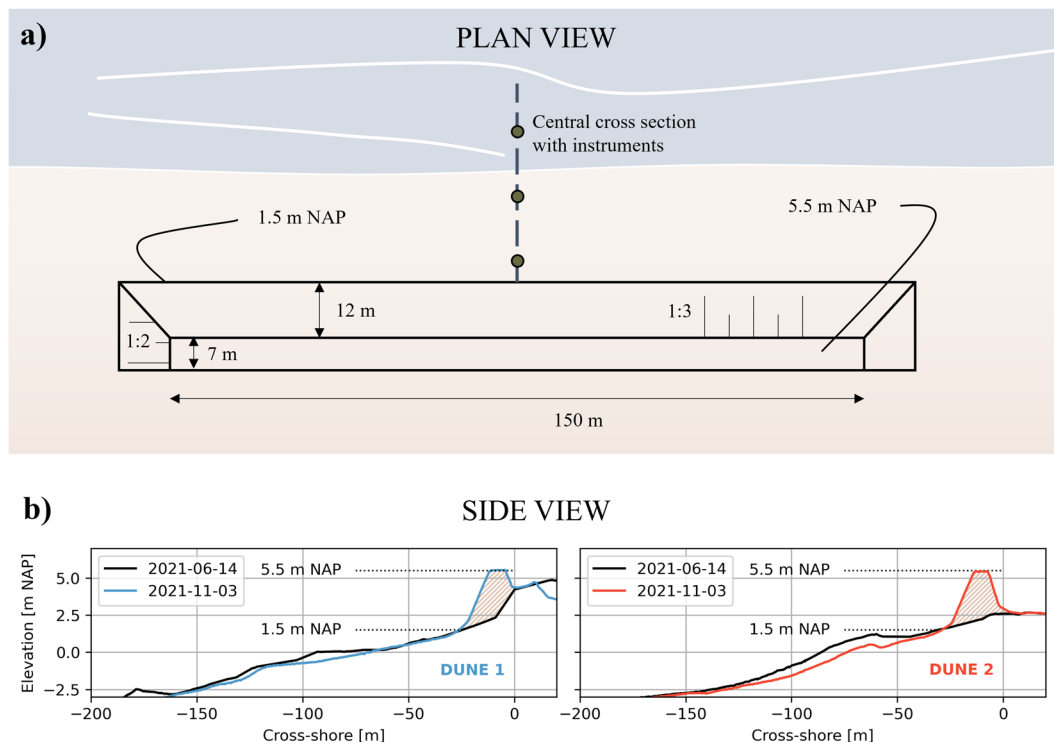 a)
PLAN VIEW
Central cross section
with instruments
1.5 m NAP
5.5 m NAP
12 m
1:3
1:2
7 m
150 m
b)
SIDE VIEW
Elevation [m NAP]
5.0
2.5
0.0
−2.5
2021-06-14
2021-11-03
5.5 m NAP
1.5 m NAP
DUNE 1
−200
−150
−100
−50
0
Cross-shore [m]
2021-06-14
2021-11-03
5.5 m NAP
1.5 m NAP
DUNE 2
−200
−150
−100
−50
0
Cross-shore [m]